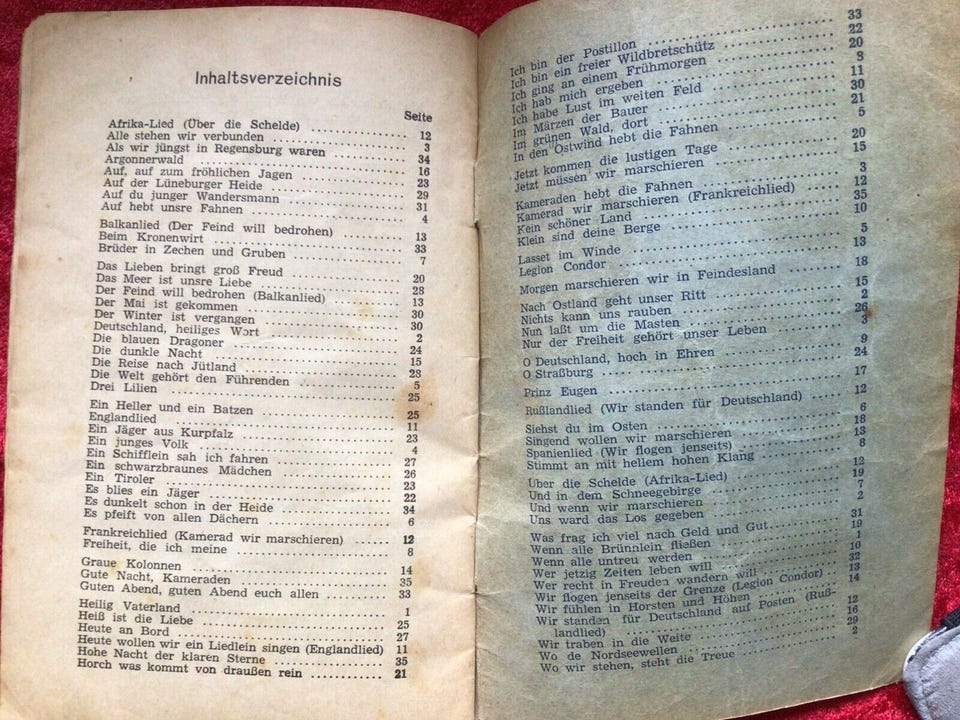 Inhaltsverzeichnis
Seite
Afrika-Lied (Über die Schelde) 12
Alle stehen wir verbunden 3
Als wir jüngst in Regensburg waren 34
Argonnerwald 16
Auf, auf zum fröhlichen Jagen 23
Auf der Lüneburger Heide 29
Auf du junger Wandersmann 31
Auf hebt unsre Fahnen 4
Balkanlied (Der Feind will bedrohen) 13
Beim Kronenwirt 33
Brüder in Zechen und Gruben 7
Das Lieben bringt groß Freud 20
Das Meer ist unsre Liebe 28
Der Feind will bedrohen (Balkanlied) 13
Der Mai ist gekommen 30
Der Winter ist vergangen 30
Deutschland, heiliges Wort 2
Die blauen Dragoner 24
Die dunkle Nacht 15
Die Reise nach Jütland 28
Die Welt gehört den Führenden 5
Drei Lilien 25
Ein Heller und ein Batzen 25
Englandlied 11
Ein Jäger aus Kurpfalz 23
Ein junges Volk 4
Ein Schifflein sah ich fahren 27
Ein schwarzbraunes Mädchen 26
Ein Tiroler 23
Es blies ein Jäger 22
Es dunkelt schon in der Heide 34
Es pfeift von allen Dächern 6
Frankreichlied (Kamerad wir marschieren) 12
Freiheit, die ich meine 8
Graue Kolonnen 14
Gute Nacht, Kameraden 35
Guten Abend, guten Abend euch allen 33
Heilig Vaterland 1
Heiß ist die Liebe 25
Heute an Bord 27
Heute wollen wir ein Liedlein singen (Englandlied) 11
Hohe Nacht der klaren Sterne 35
Horch was kommt von draußen rein 21
Ich bin der Postillon 33
Ich bin ein freier Wildbretschütz 22
Ich ging an einem Frühmorgen 20
Ich hab mich ergeben 3
Ich habe Lust im weiten Feld 11
Im Märzen der Bauer 30
Im grünen Wald, dort 21
In den Ostwind hebt die Fahnen 5
Jetzt kommen die lustigen Tage 20
Jetzt müssen wir marschieren 15
Kameraden hebt die Fahnen 3
Kamerad wir marschieren (Frankreichlied) 12
Kein schöner Land 35
Klein sind deine Berge 10
Lasset im Winde 5
Legion Condor 13
Morgen marschieren wir in Feindesland 18
Nach Ostland geht unser Ritt 15
Nichts kann uns rauben 2
Nun laßt um die Masten 26
Nur der Freiheit gehört unser Leben 3
O Deutschland, hoch in Ehren 9
O Straßburg 24
Prinz Eugen 17
Rußlandlied (Wir standen für Deutschland) 12
Siehst du im Osten 6
Singend wollen wir marschieren 18
Spanienlied (Wir flogen jenseits) 13
Stimmt an mit hellem hohen Klang 8
Über die Schelde (Afrika-Lied) 12
Und in dem Schneegebirge 19
Und wenn wir marschieren 7
Uns ward das Los gegeben 2
Was frag ich viel nach Geld und Gut 31
Wenn alle Brünnlein fließen 19
Wenn alle untreu werden 1
Wer jetzig Zeiten leben will 10
Wer recht in Freuden wandern will 32
Wir flogen jenseits der Grenze (Legion Condor) 13
Wir fühlen in Horsten und Höhen 14
Wir standen für Deutschland auf Posten (Ruß-
landlied) 12
Wir traben in die Weite 16
Wo de Nordseewellen 29
Wo wir stehen, steht die Treue 2